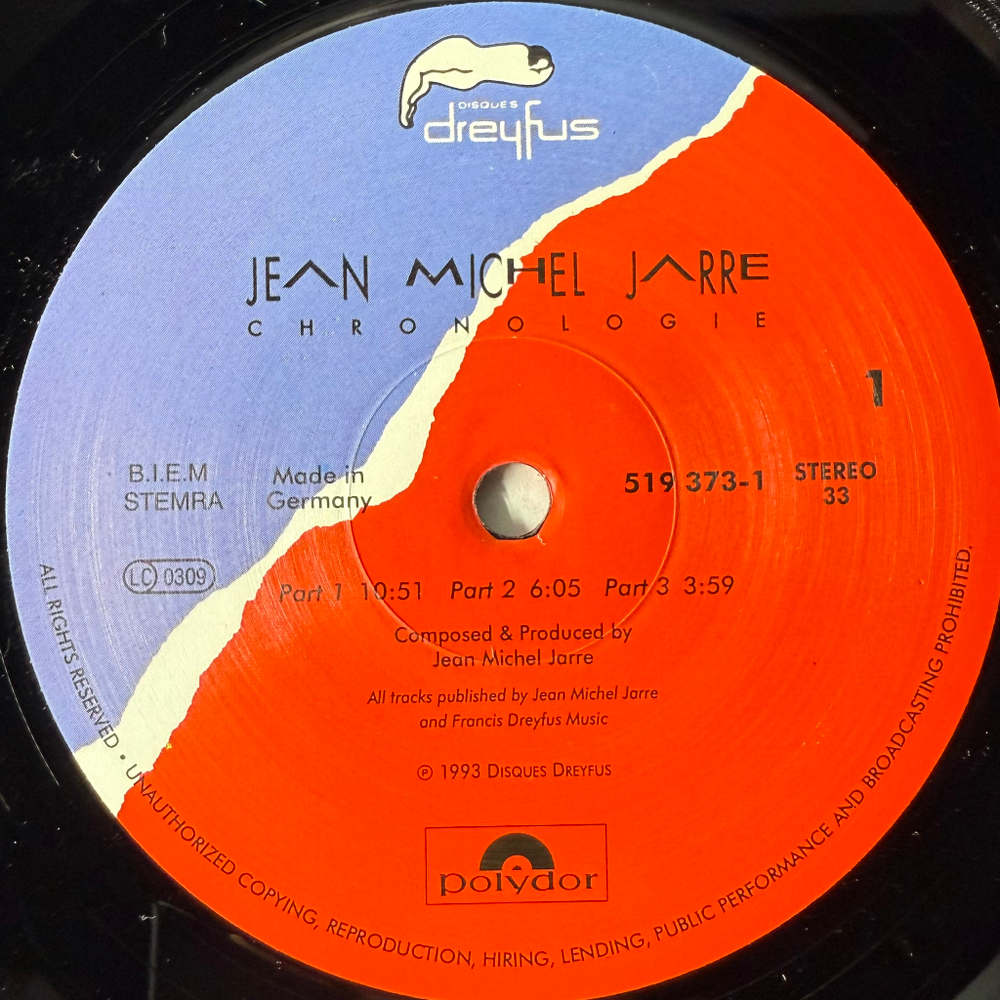 DISQUES
dreyfus
JEAN MICHEL JARRE
CHRONOLOGIE
1
B.I.E.M
STEMRA
Made in
Germany
519 373-1
STEREO
33
LC 0309
Part 1 10:51 Part 2 6:05 Part 3 3:59
Composed & Produced by
Jean Michel Jarre
All tracks published by Jean Michel Jarre
and Francis Dreyfus Music
℗ 1993 DISQUES DREYFUS
polydor
ALL RIGHTS RESERVED • UNAUTHORIZED COPYING, REPRODUCTION, HIRING, LENDING, PUBLIC PERFORMANCE AND BROADCASTING PROHIBITED.